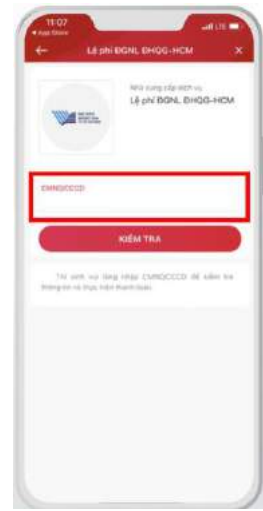 11:07
App Store
LTE
Lệ phí ĐGNL ĐHQG-HCM
Nhà cung cấp dịch vụ
Lệ phí ĐGNL ĐHQG-HCM
CMND/CCCD
KIỂM TRA
Thí sinh vui lòng nhập CMND/CCCD để kiểm tra
thông tin và thực hiện thanh toán.